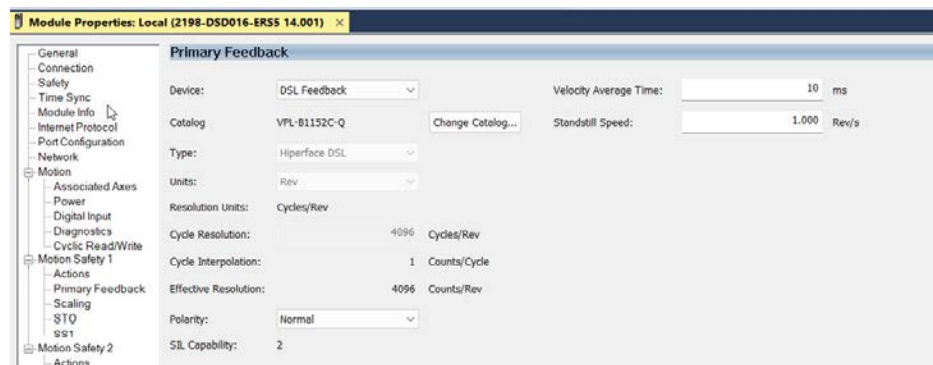 Module Properties: Local (2198-DSD016-ERS5 14.001) ×
General
Connection
Safety
Time Sync
Module Info
Internet Protocol
Port Configuration
Network
Motion
Associated Axes
Power
Digital Input
Diagnostics
Cyclic Read/Write
Motion Safety 1
Actions
Primary Feedback
Scaling
STO
SS1
Motion Safety 2
Actions
Primary Feedback
Device: DSL Feedback
Catalog VPL-B1152C-Q Change Catalog...
Type: Hiperface DSL
Units: Rev
Resolution Units: Cycles/Rev
Cycle Resolution: 4096 Cycles/Rev
Cycle Interpolation: 1 Counts/Cycle
Effective Resolution: 4096 Counts/Rev
Polarity: Normal
SIL Capability: 2
Velocity Average Time: 10 ms
Standstill Speed: 1.000 Rev/s